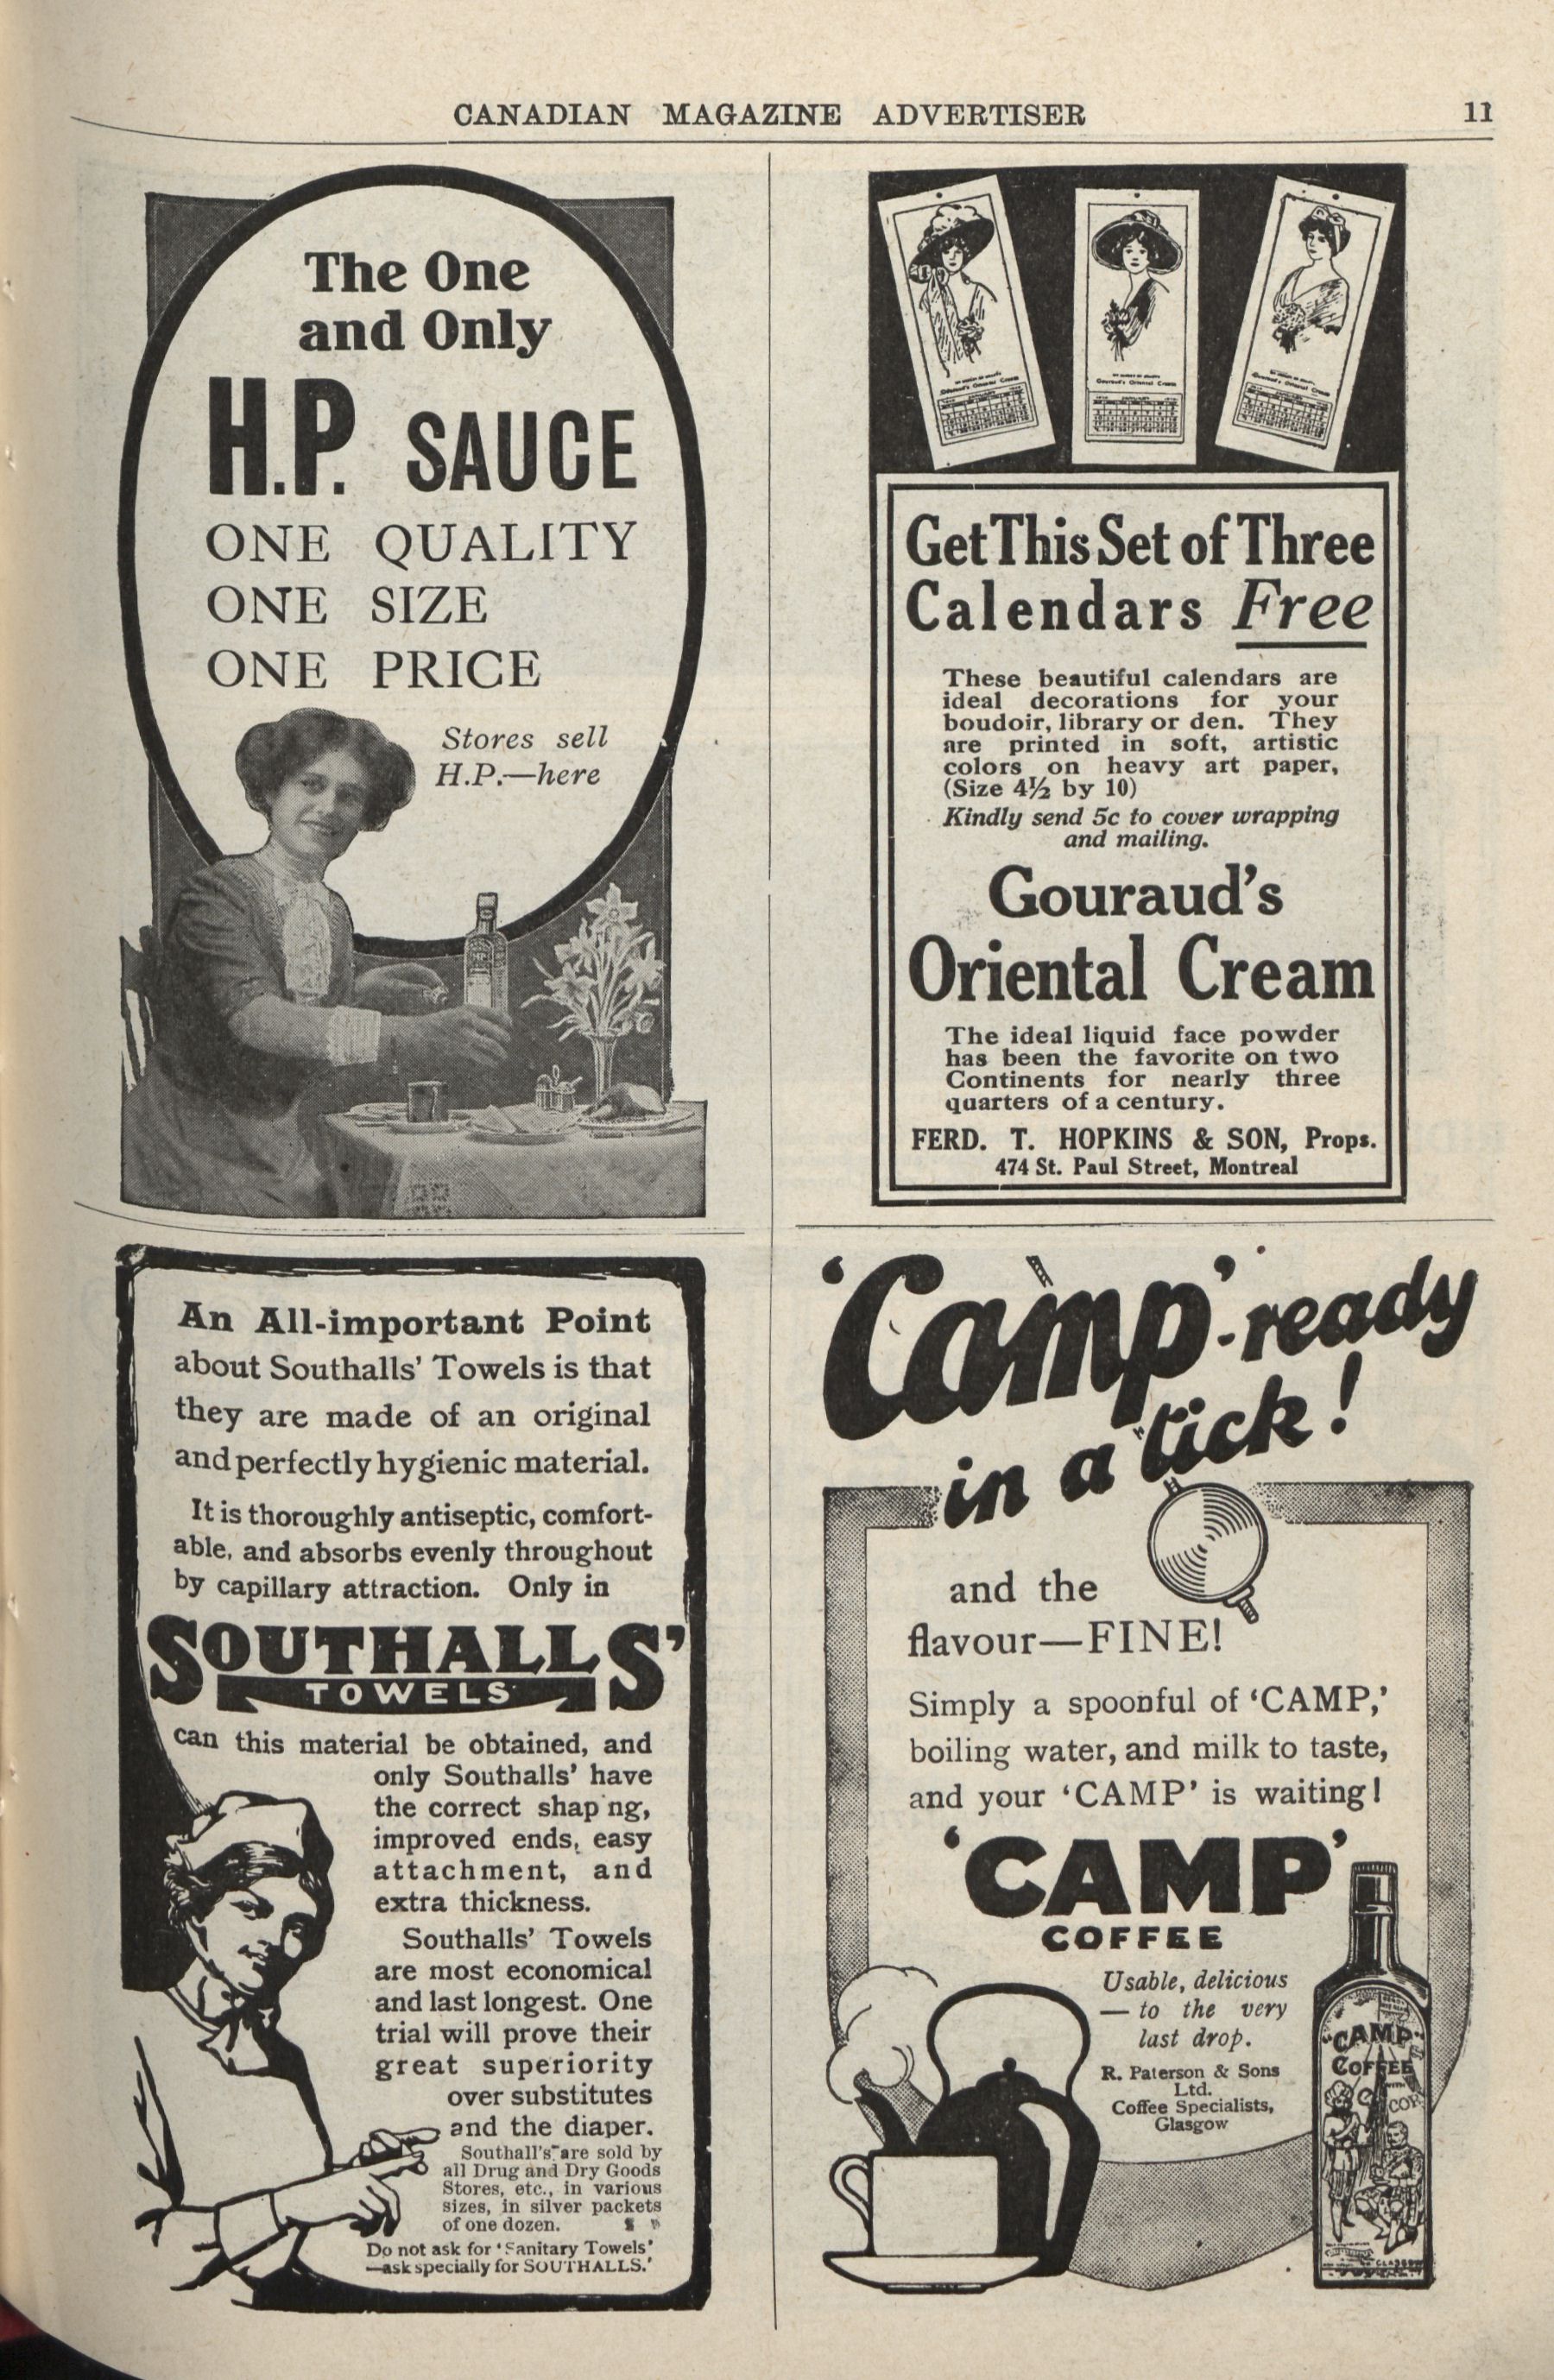 CANADIAN MAGAZINE ADVERTISER 11
The One
and Only
H.P. SAUCE
ONE QUALITY
ONE SIZE
ONE PRICE
Stores sell
H.P.—here
Gouraud's Oriental Cream
Gouraud's Oriental Cream
Gouraud's Oriental Cream
Get This Set of Three
Calendars Free
These beautiful calendars are
ideal decorations for your
boudoir, library or den. They
are printed in soft, artistic
colors on heavy art paper,
(Size 4½ by 10)
Kindly send 5c to cover wrapping
and mailing.
Gouraud's
Oriental Cream
The ideal liquid face powder
has been the favorite on two
Continents for nearly three
quarters of a century.
FERD. T. HOPKINS & SON, Props.
474 St. Paul Street, Montreal
An All-important Point
about Southalls' Towels is that
they are made of an original
and perfectly hygienic material.
It is thoroughly antiseptic, comfort-
able, and absorbs evenly throughout
by capillary attraction. Only in
SOUTHALLS'
TOWELS
can this material be obtained, and
only Southalls' have
the correct shap ng,
improved ends, easy
attachment, and
extra thickness.
Southalls' Towels
are most economical
and last longest. One
trial will prove their
great superiority
over substitutes
and the diaper.
Southall's are sold by
all Drug and Dry Goods
Stores, etc., in various
sizes, in silver packets
of one dozen.
Do not ask for 'Sanitary Towels'
—ask specially for SOUTHALLS.'
'Camp'-ready
in a "tick!
and the
flavour—FINE!
Simply a spoonful of 'CAMP,'
boiling water, and milk to taste,
and your 'CAMP' is waiting!
'CAMP'
COFFEE
Usable, delicious
— to the very
last drop.
R. Paterson & Sons
Ltd.
Coffee Specialists,
Glasgow
"CAMP"
COFFEE